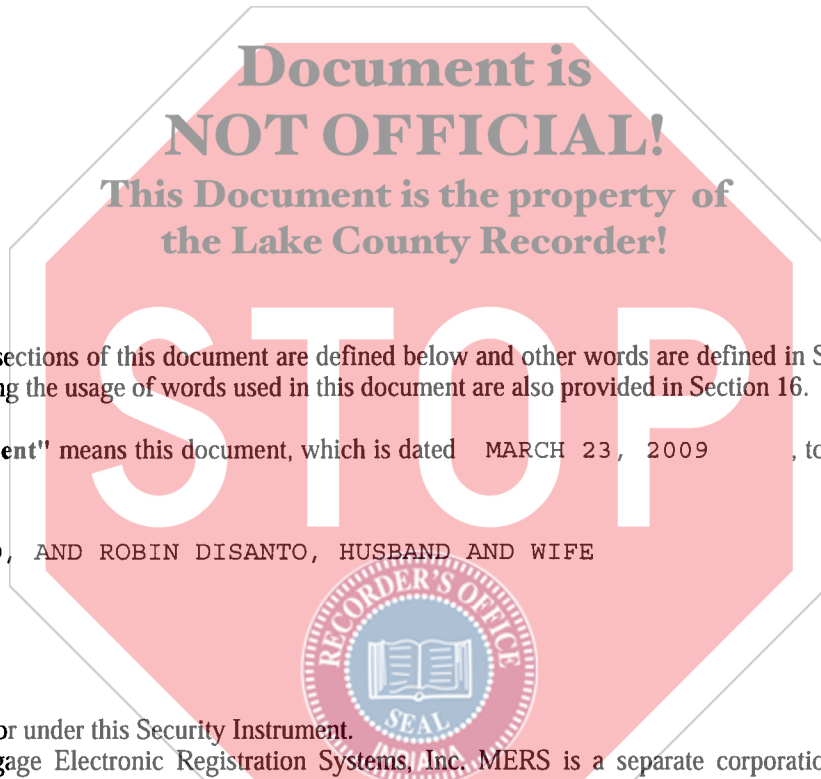 Document is
NOT OFFICIAL!
This Document is the property of
the Lake County Recorder!
STOP
sections of this document are defined below and other words are defined in S
ng the usage of words used in this document are also provided in Section 16.
ent" means this document, which is dated MARCH 23, 2009 , to
, AND ROBIN DISANTO, HUSBAND AND WIFE
RECORDER'S OFFICE
SEAL
INDIANA
or under this Security Instrument.
gage Electronic Registration Systems, Inc. MERS is a separate corporatio